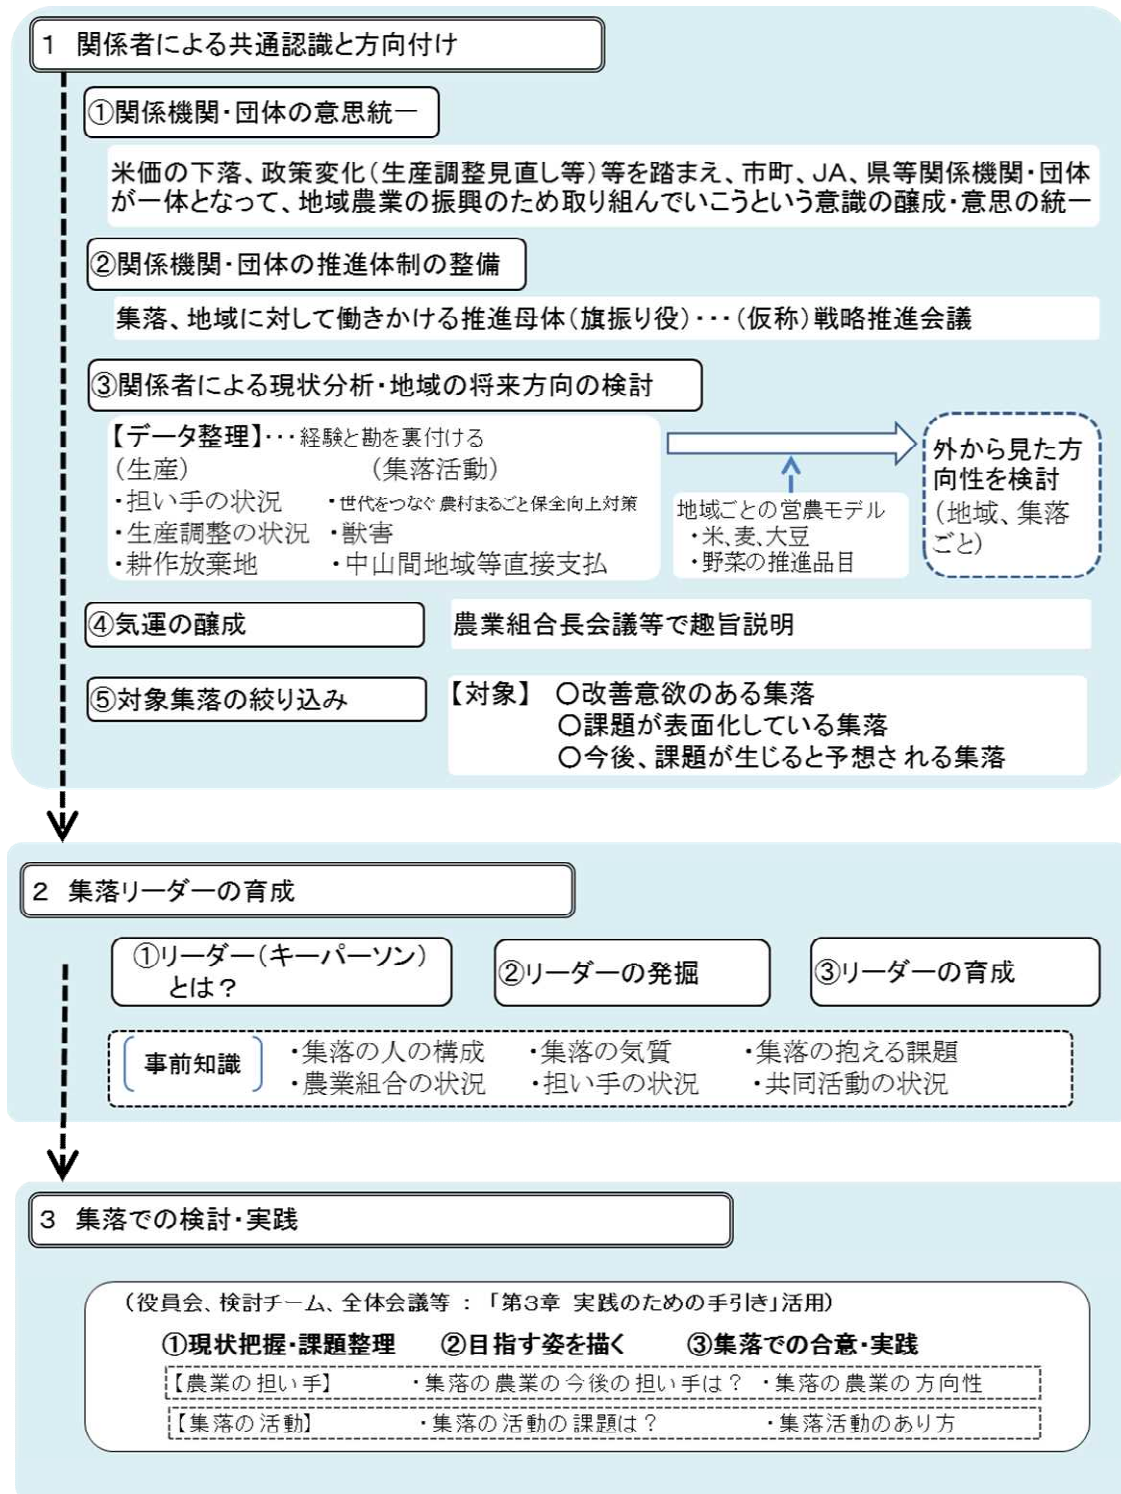 １　関係者による共通認識と方向付け
①関係機関・団体の意思統一
米価の下落、政策変化（生産調整見直し等）等を踏まえ、市町、ＪＡ、県等関係機関・団体
が一体となって、地域農業の振興のため取り組んでいこうという意識の醸成・意思の統一
②関係機関・団体の推進体制の整備
集落、地域に対して働きかける推進母体（旗振り役）・・・（仮称）戦略推進会議
③関係者による現状分析・地域の将来方向の検討
【データ整理】・・・経験と勘を裏付ける
（生産）　（集落活動）
・担い手の状況　・世代をつなぐ農村まるごと保全向上対策
・生産調整の状況　・獣害
・耕作放棄地　・中山間地域等直接支払
地域ごとの営農モデル
・米、麦、大豆
・野菜の推進品目
外から見た方
向性を検討
（地域、集落
ごと）
④気運の醸成
農業組合長会議等で趣旨説明
⑤対象集落の絞り込み
【対象】　〇改善意欲のある集落
〇課題が表面化している集落
〇今後、課題が生じると予想される集落
２　集落リーダーの育成
①リーダー（キーパーソン）
とは？
②リーダーの発掘
③リーダーの育成
事前知識
・集落の人の構成　・集落の気質　・集落の抱える課題
・農業組合の状況　・担い手の状況　・共同活動の状況
３　集落での検討・実践
（役員会、検討チーム、全体会議等　：　「第３章　実践のための手引き」活用）
①現状把握・課題整理　②目指す姿を描く　③集落での合意・実践
【農業の担い手】　・集落の農業の今後の担い手は？　・集落の農業の方向性
【集落の活動】　・集落の活動の課題は？　・集落活動のあり方